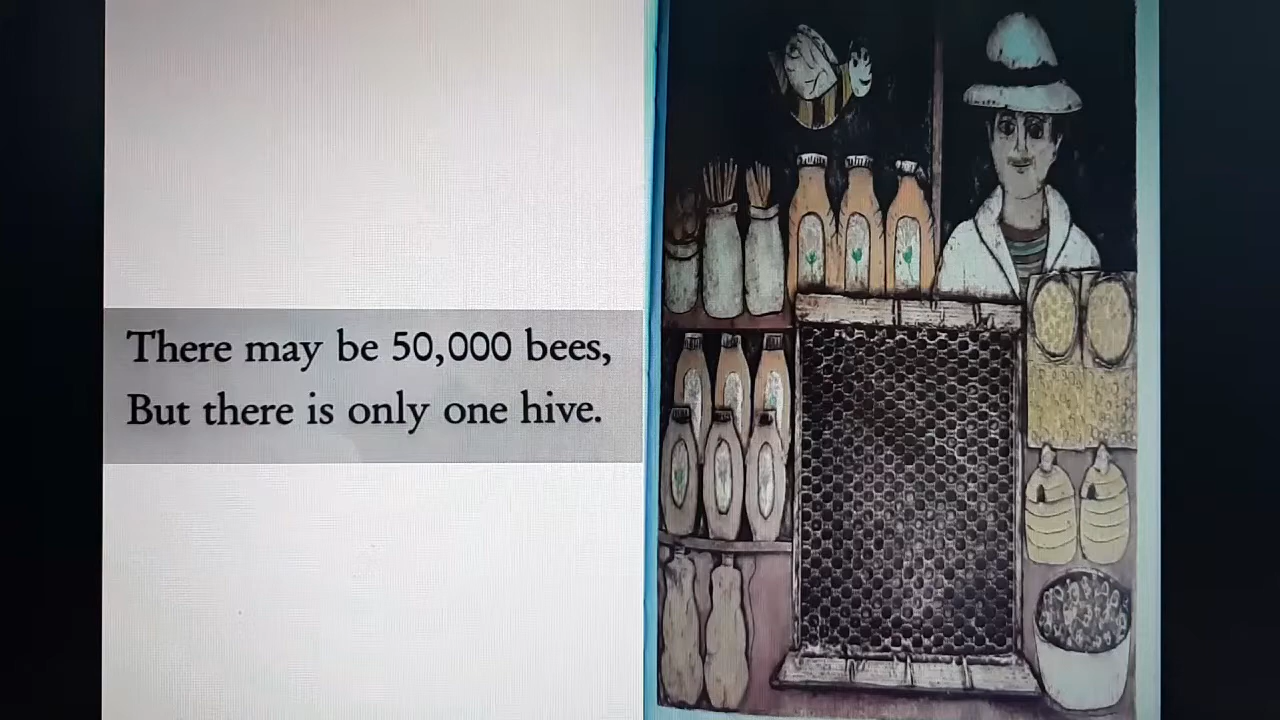 There may be 50,000 bees,
But there is only one hive.